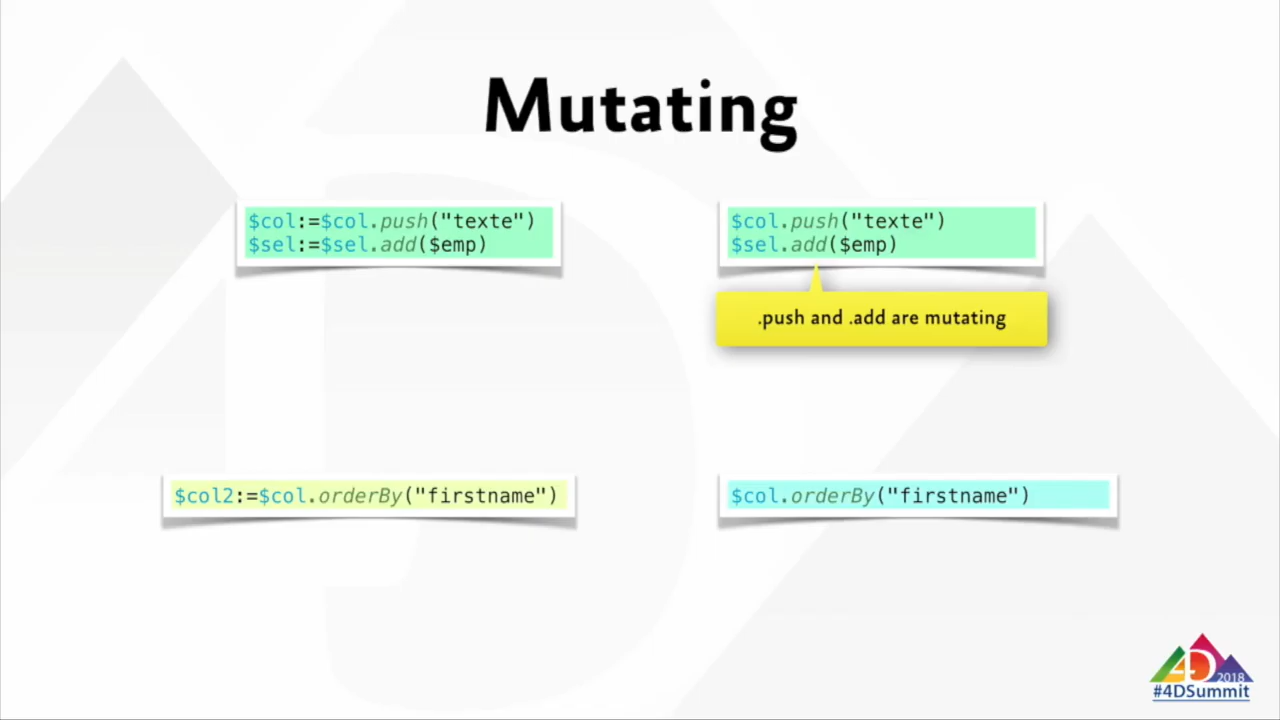 Mutating
$col:=$col.push("texte")
$sel:=$sel.add($emp)
$col.push("texte")
$sel.add($emp)
.push and .add are mutating
$col2:=$col.orderBy("firstname")
$col.orderBy("firstname")
4D
2018
#4DSummit